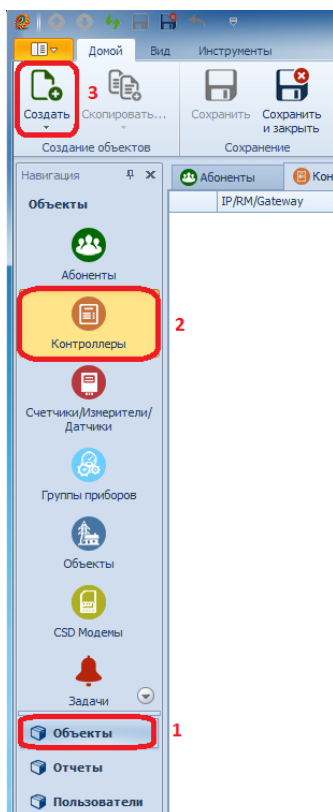 Домой Вид Инструменты
Создать 3 Скопировать... Сохранить Сохранить
и закрыть
Создание объектов Сохранение
Навигация Абоненты Кон
Объекты IP/RM/Gateway
Абоненты
2
Контроллеры
Счетчики/Измерители/
Датчики
Группы приборов
Объекты
CSD Модемы
Задачи
Объекты 1
Отчеты
Пользователи